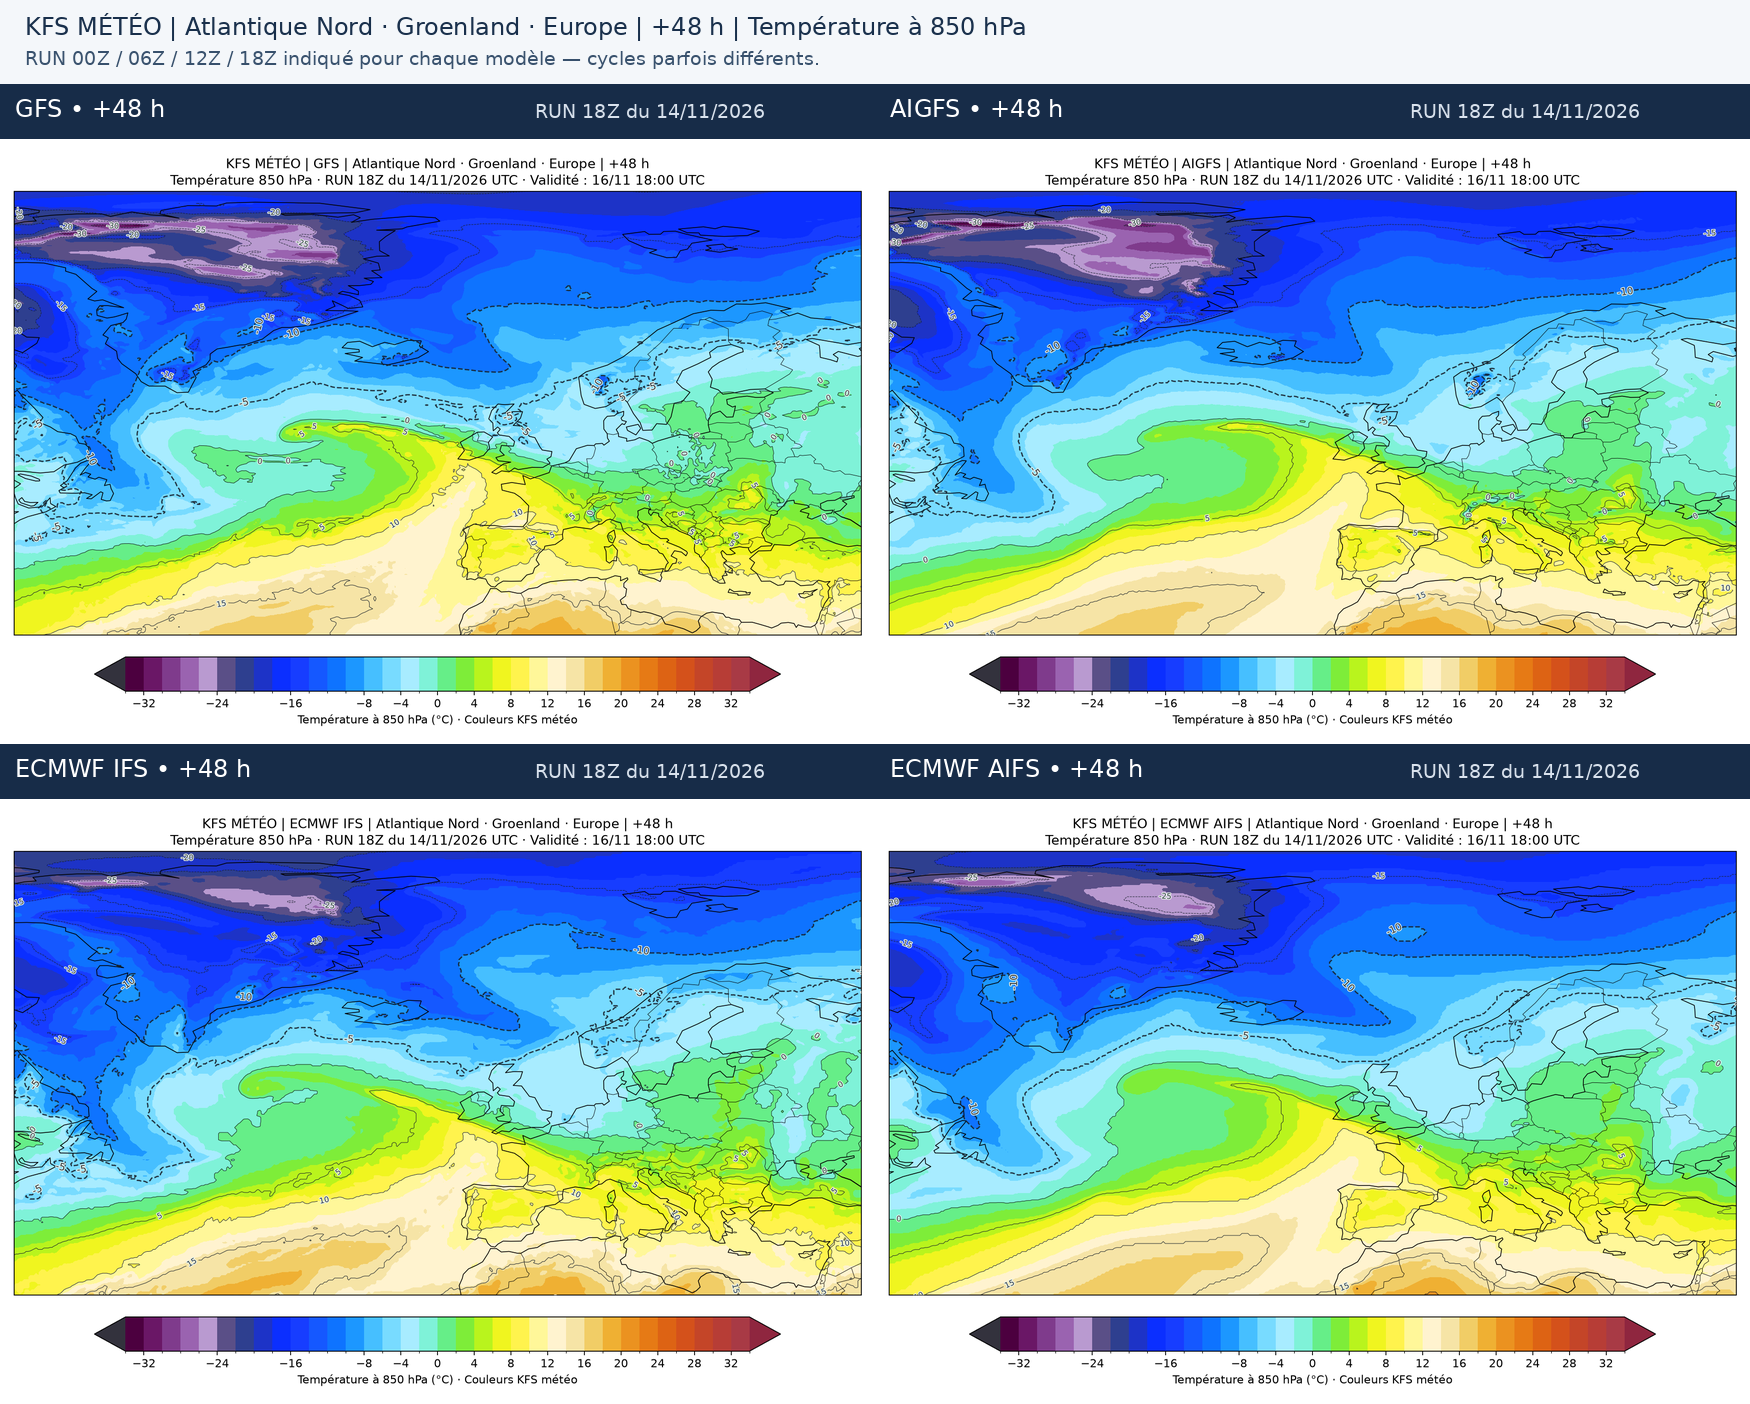 KFS MÉTÉO | Atlantique Nord · Groenland · Europe | +48 h | Température à 850 hPa
RUN 00Z / 06Z / 12Z / 18Z indiqué pour chaque modèle — cycles parfois différents.
GFS • +48 h
RUN 18Z du 14/11/2026
AIGFS • +48 h
RUN 18Z du 14/11/2026
KFS MÉTÉO | GFS | Atlantique Nord · Groenland · Europe | +48 h
Température 850 hPa · RUN 18Z du 14/11/2026 UTC · Validité : 16/11 18:00 UTC
KFS MÉTÉO | AIGFS | Atlantique Nord · Groenland · Europe | +48 h
Température 850 hPa · RUN 18Z du 14/11/2026 UTC · Validité : 16/11 18:00 UTC
−32 −24 −16 −8 −4 0 4 8 12 16 20 24 28 32
Température à 850 hPa (°C) · Couleurs KFS météo
−32 −24 −16 −8 −4 0 4 8 12 16 20 24 28 32
Température à 850 hPa (°C) · Couleurs KFS météo
ECMWF IFS • +48 h
RUN 18Z du 14/11/2026
ECMWF AIFS • +48 h
RUN 18Z du 14/11/2026
KFS MÉTÉO | ECMWF IFS | Atlantique Nord · Groenland · Europe | +48 h
Température 850 hPa · RUN 18Z du 14/11/2026 UTC · Validité : 16/11 18:00 UTC
KFS MÉTÉO | ECMWF AIFS | Atlantique Nord · Groenland · Europe | +48 h
Température 850 hPa · RUN 18Z du 14/11/2026 UTC · Validité : 16/11 18:00 UTC
−32 −24 −16 −8 −4 0 4 8 12 16 20 24 28 32
Température à 850 hPa (°C) · Couleurs KFS météo
−32 −24 −16 −8 −4 0 4 8 12 16 20 24 28 32
Température à 850 hPa (°C) · Couleurs KFS météo